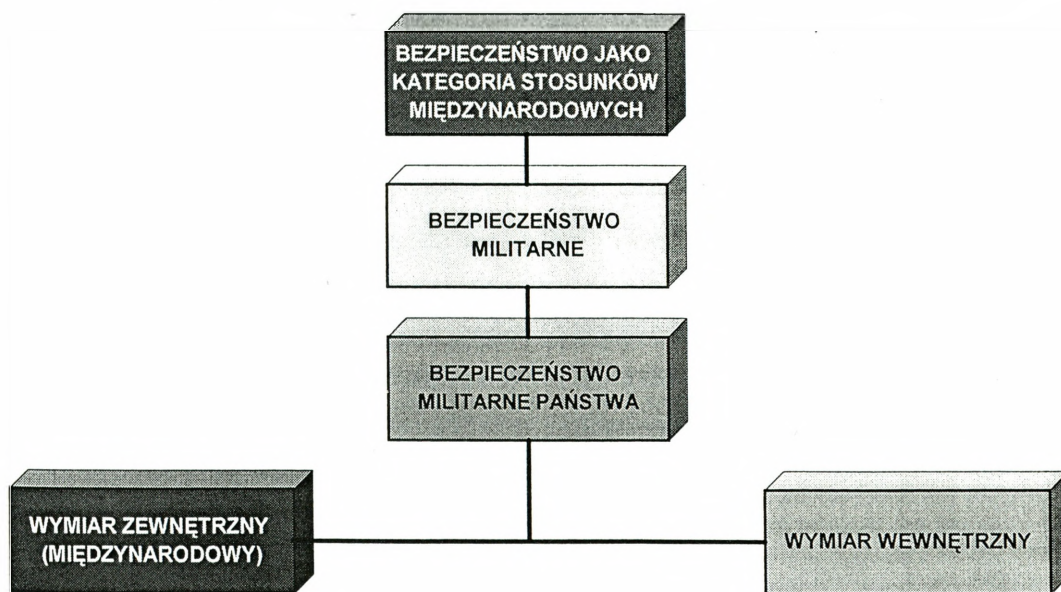 BEZPIECZEŃSTWO JAKO
KATEGORIA STOSUNKÓW
MIĘDZYNARODOWYCH
BEZPIECZEŃSTWO
MILITARNE
BEZPIECZEŃSTWO
MILITARNE PAŃSTWA
WYMIAR ZEWNĘTRZNY
(MIĘDZYNARODOWY)
WYMIAR WEWNĘTRZNY